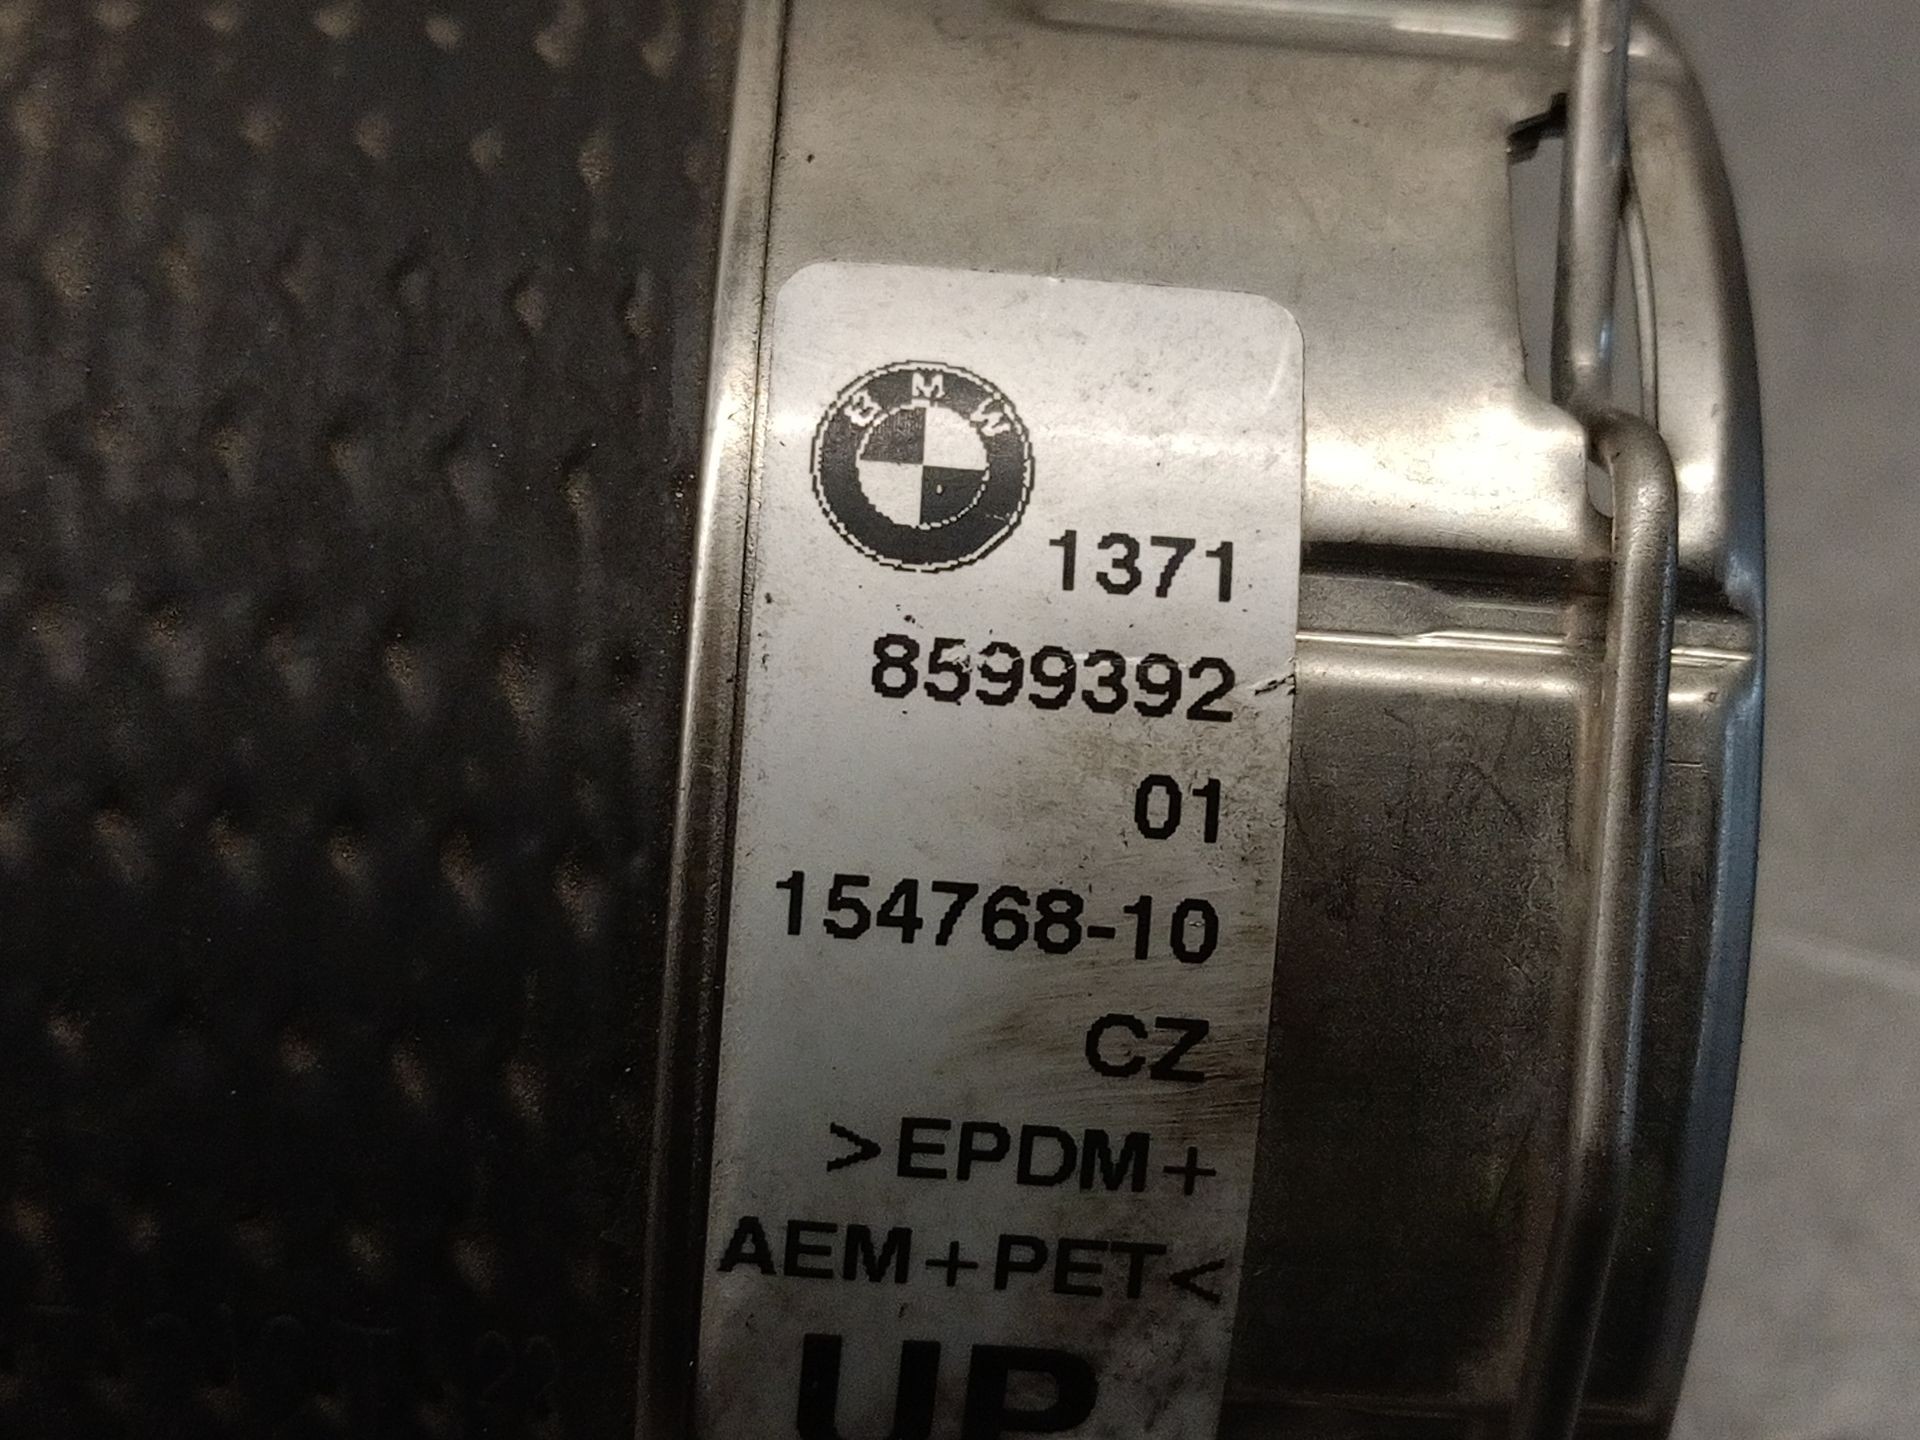 BMW
1371
8599392
01
154768-10
CZ
>EPDM+
AEM+PET<
UP